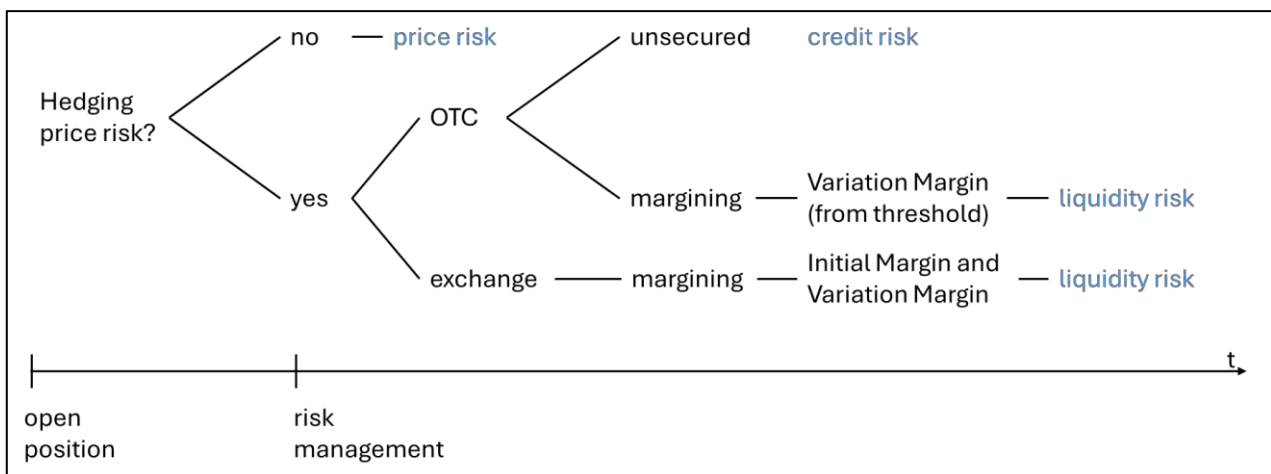 no
price risk
unsecured
credit risk
Hedging
price risk?
OTC
yes
margining
Variation Margin
(from threshold)
liquidity risk
exchange
margining
Initial Margin and
Variation Margin
liquidity risk
t
open
position
risk
management